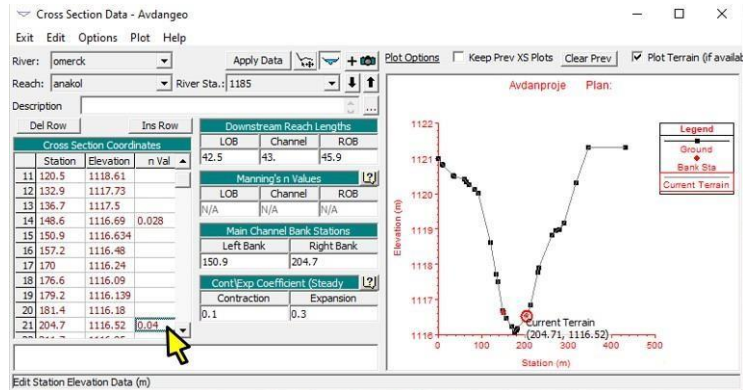 Cross Section Data - Avdangeo
Exit Edit Options Plot Help
River: omerck Apply Data + Plot Options Keep Prev XS Plots Clear Prev Plot Terrain (if availab
Reach: anakol River Sta.: 1185
Description ...
Del Row Ins Row
Cross Section Coordinates
Station Elevation n Val
11 120.5 1118.61
12 132.9 1117.73
13 136.7 1117.5
14 148.6 1116.69 0.028
15 150.9 1116.634
16 157.2 1116.48
17 170 1116.24
18 176.6 1116.09
19 179.2 1116.139
20 181.4 1116.18
21 204.7 1116.52 0.04
Downstream Reach Lengths
LOB Channel ROB
42.5 43. 45.9
Manning's n Values
LOB Channel ROB
N/A N/A N/A
Main Channel Bank Stations
Left Bank Right Bank
150.9 204.7
Cont\Exp Coefficient (Steady
Contraction Expansion
0.1 0.3
Avdanproje Plan:
Elevation (m)
1122
1121
1120
1119
1118
1117
1116
0 100 200 300 400 500
Station (m)
Current Terrain
(204.71, 1116.52)
Legend
Ground
Bank Sta
Current Terrain
Edit Station Elevation Data (m)